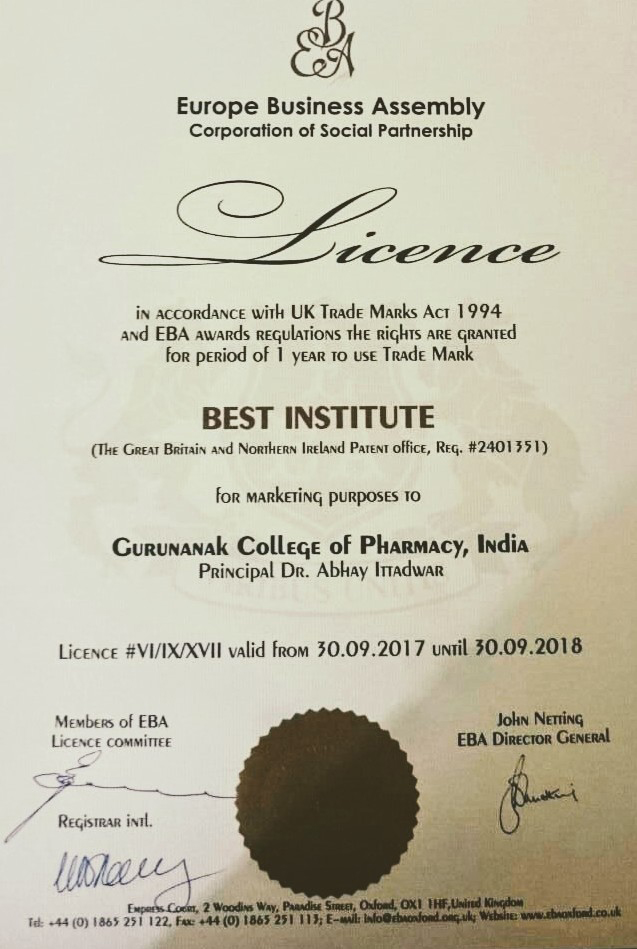 EBA
Europe Business Assembly
Corporation of Social Partnership
Licence
in accordance with UK Trade Marks Act 1994
and EBA awards regulations the rights are granted
for period of 1 year to use Trade Mark
BEST INSTITUTE
(The Great Britain and Northern Ireland Patent office, Reg. #2401351)
for marketing purposes to
Gurunanak College of Pharmacy, India
Principal Dr. Abhay Ittadwar
Licence #VI/IX/XVII valid from 30.09.2017 until 30.09.2018
Members of EBA
Licence committee
John Netting
EBA Director General
Registrar intl.
Empress Court, 2 Woodins Way, Paradise Street, Oxford, OX1 1HF, United Kingdom
Tel: +44 (0) 1865 251 122, Fax: +44 (0) 1865 251 113; E-mail: info@ebaoxford.org.uk; Website: www.ebaoxford.co.uk